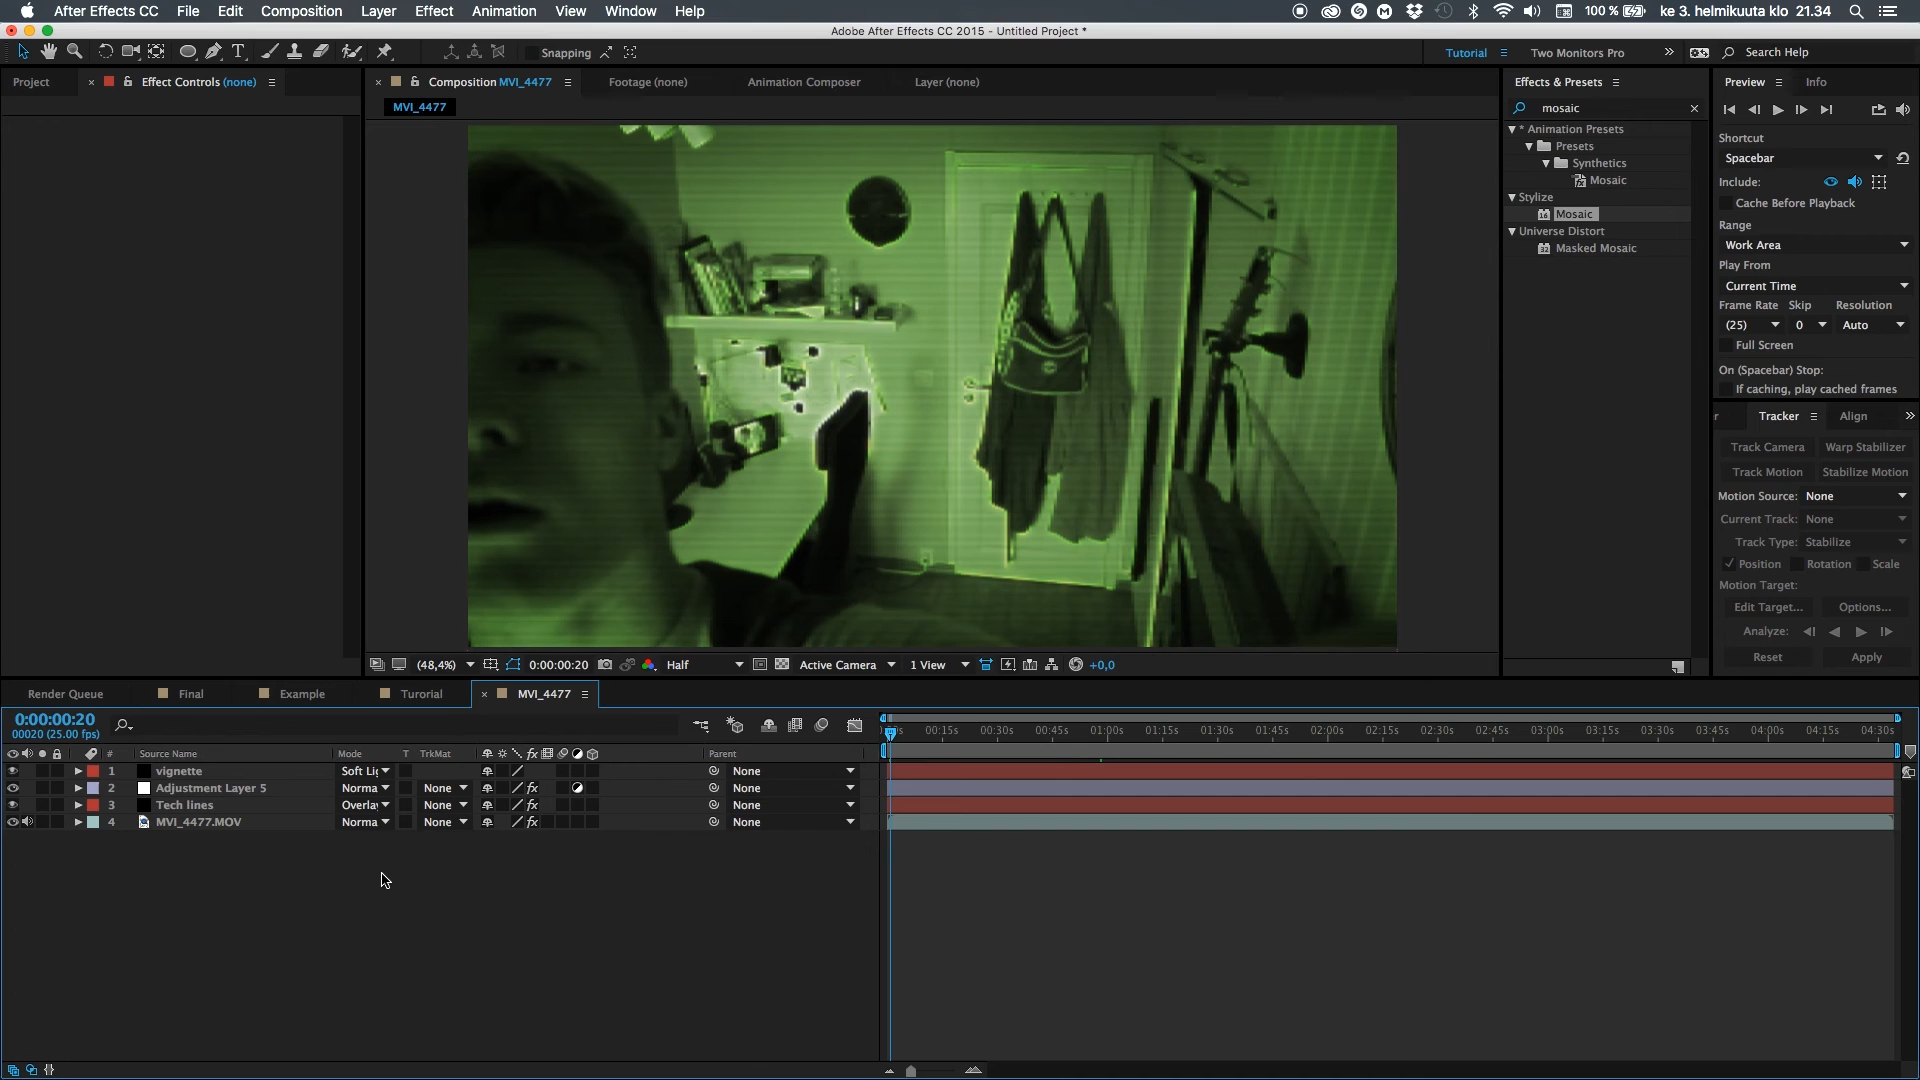 After Effects CC File Edit Composition Layer Effect Animation View Window Help 100 % ke 3. helmikuuta klo 21.34
Adobe After Effects CC 2015 - Untitled Project *
Snapping Tutorial Two Monitors Pro Search Help
Project Effect Controls (none)
Composition MVI_4477 Footage (none) Animation Composer Layer (none)
MVI_4477
Effects & Presets
mosaic
* Animation Presets
Presets
Synthetics
Mosaic
Stylize
Mosaic
Universe Distort
Masked Mosaic
Preview Info
Shortcut
Spacebar
Include:
Cache Before Playback
Range
Work Area
Play From
Current Time
Frame Rate Skip Resolution
(25) 0 Auto
Full Screen
On (Spacebar) Stop:
If caching, play cached frames
r Tracker Align
Track Camera Warp Stabilizer
Track Motion Stabilize Motion
Motion Source: None
Current Track: None
Track Type: Stabilize
Position Rotation Scale
Motion Target:
Edit Target... Options...
Analyze:
Reset Apply
(48,4%) 0:00:00:20 Half Active Camera 1 View +0,0
Render Queue Final Example Turorial MVI_4477
0:00:00:20
00020 (25.00 fps)
00:15s 00:30s 00:45s 01:00s 01:15s 01:30s 01:45s 02:00s 02:15s 02:30s 02:45s 03:00s 03:15s 03:30s 03:45s 04:00s 04:15s 04:30s
# Source Name Mode T TrkMat fx Parent
1 vignette Soft Lig None
2 Adjustment Layer 5 Norma None fx None
3 Tech lines Overlay None fx None
4 MVI_4477.MOV Norma None fx None